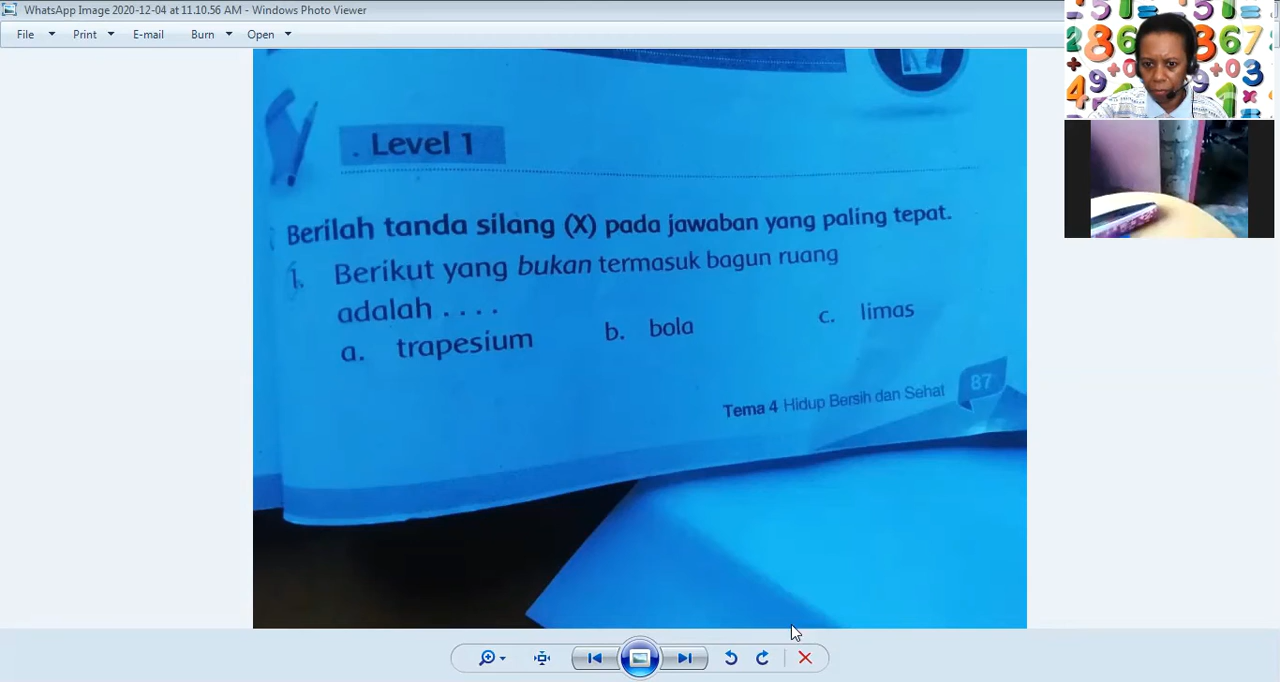 WhatsApp Image 2020-12-04 at 11.10.56 AM - Windows Photo Viewer
File Print E-mail Burn Open
. Level 1
Berilah tanda silang (X) pada jawaban yang paling tepat.
1. Berikut yang bukan termasuk bagun ruang
adalah . . . .
a. trapesium b. bola c. limas
Tema 4 Hidup Bersih dan Sehat 87